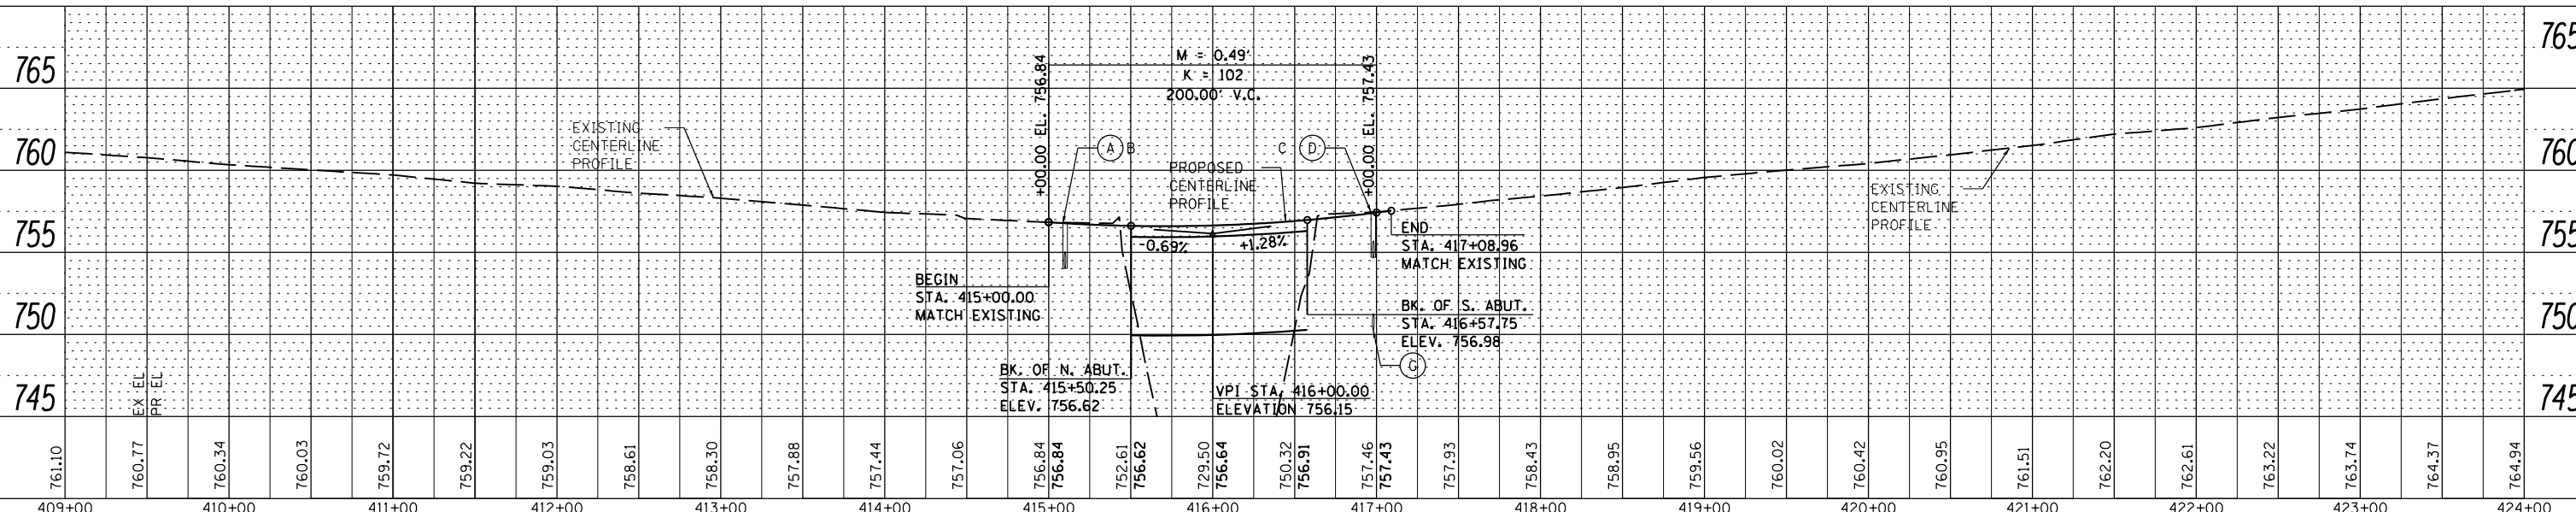 M = 0.49'
K = 102
200.00' V.C.
+00.00 EL. 756.84
+00.00 EL. 757.43
765
760
755
750
745
765
760
755
750
745
EXISTING
CENTERLINE
PROFILE
A B
C D
PROPOSED
CENTERLINE
PROFILE
EXISTING
CENTERLINE
PROFILE
-0.69%
+1.28%
END
STA. 417+08.96
MATCH EXISTING
BEGIN
STA. 415+00.00
MATCH EXISTING
BK. OF S. ABUT.
STA. 416+57.75
ELEV. 756.98
G
BK. OF N. ABUT.
STA. 415+50.25
ELEV. 756.62
VPI STA. 416+00.00
ELEVATION 756.15
EX EL
PR EL
761.10
760.77
760.34
760.03
759.72
759.22
759.03
758.61
758.30
757.88
757.44
757.06
756.84
756.84
752.61
756.62
729.50
756.64
750.32
756.91
757.46
757.43
757.93
758.43
758.95
759.56
760.02
760.42
760.95
761.51
762.20
762.61
763.22
763.74
764.37
764.94
409+00 410+00 411+00 412+00 413+00 414+00 415+00 416+00 417+00 418+00 419+00 420+00 421+00 422+00 423+00 424+00